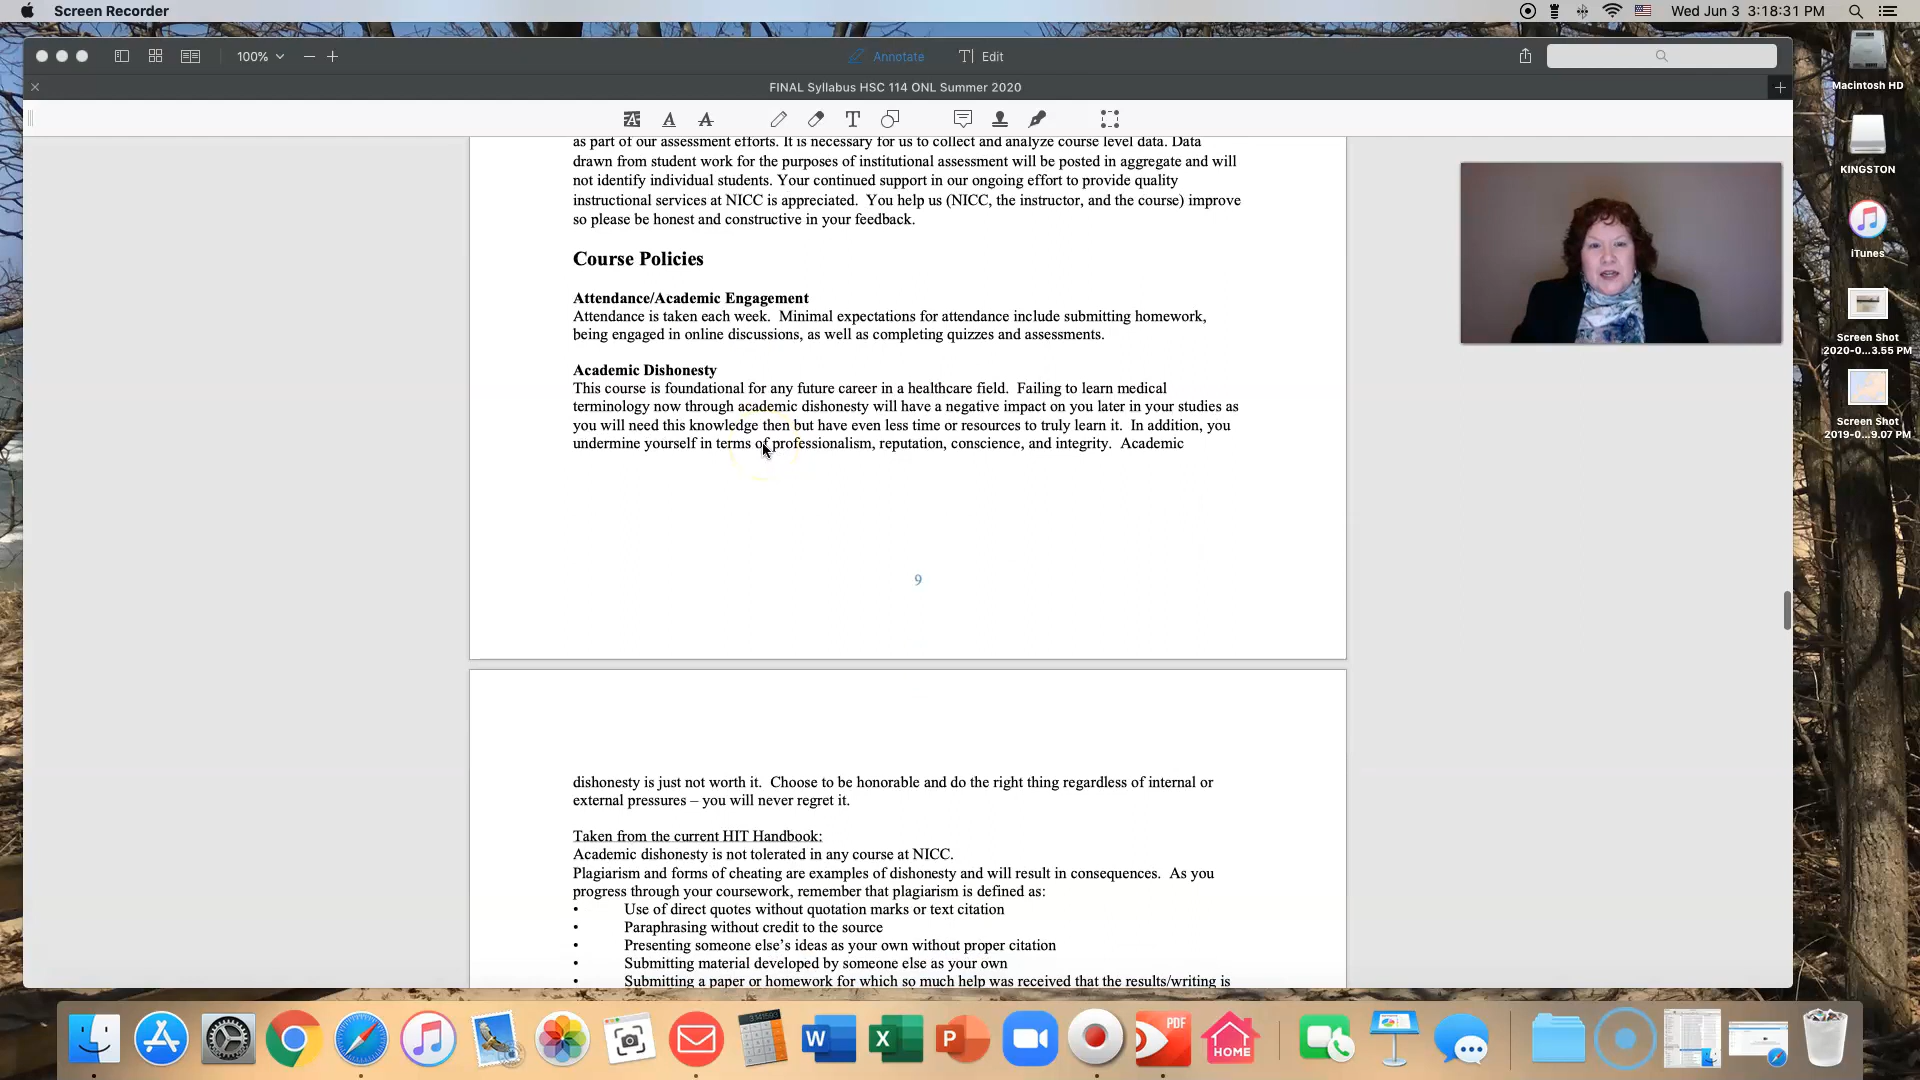 Screen Recorder
Wed Jun 3 3:18:31 PM
100%
Annotate
Edit
FINAL Syllabus HSC 114 ONL Summer 2020
as part of our assessment efforts. It is necessary for us to collect and analyze course level data. Data
drawn from student work for the purposes of institutional assessment will be posted in aggregate and will
not identify individual students. Your continued support in our ongoing effort to provide quality
instructional services at NICC is appreciated. You help us (NICC, the instructor, and the course) improve
so please be honest and constructive in your feedback.
Course Policies
Attendance/Academic Engagement
Attendance is taken each week. Minimal expectations for attendance include submitting homework,
being engaged in online discussions, as well as completing quizzes and assessments.
Academic Dishonesty
This course is foundational for any future career in a healthcare field. Failing to learn medical
terminology now through academic dishonesty will have a negative impact on you later in your studies as
you will need this knowledge then but have even less time or resources to truly learn it. In addition, you
undermine yourself in terms of professionalism, reputation, conscience, and integrity. Academic
9
dishonesty is just not worth it. Choose to be honorable and do the right thing regardless of internal or
external pressures – you will never regret it.
Taken from the current HIT Handbook:
Academic dishonesty is not tolerated in any course at NICC.
Plagiarism and forms of cheating are examples of dishonesty and will result in consequences. As you
progress through your coursework, remember that plagiarism is defined as:
• Use of direct quotes without quotation marks or text citation
• Paraphrasing without credit to the source
• Presenting someone else's ideas as your own without proper citation
• Submitting material developed by someone else as your own
• Submitting a paper or homework for which so much help was received that the results/writing is
Macintosh HD
KINGSTON
iTunes
Screen Shot
2020-0...3.55 PM
Screen Shot
2019-0...9.07 PM
W
X
P
PDF
HOME